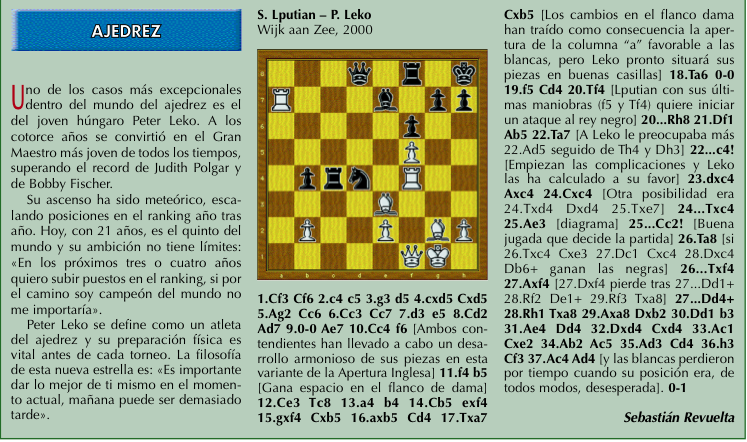 AJEDREZ
Uno de los casos más excepcionales
dentro del mundo del ajedrez es el
del joven húngaro Peter Leko. A los
cotorce años se convirtió en el Gran
Maestro más joven de todos los tiempos,
superando el record de Judith Polgar y
de Bobby Fischer.
Su ascenso ha sido meteórico, esca-
lando posiciones en el ranking año tras
año. Hoy, con 21 años, es el quinto del
mundo y su ambición no tiene límites:
«En los próximos tres o cuatro años
quiero subir puestos en el ranking, si por
el camino soy campeón del mundo no
me importaría».
Peter Leko se define como un atleta
del ajedrez y su preparación física es
vital antes de cada torneo. La filosofía
de esta nueva estrella es: «Es importante
dar lo mejor de ti mismo en el momen-
to actual, mañana puede ser demasiado
tarde».
S. Lputian – P. Leko
Wijk aan Zee, 2000
8
7
6
5
4
3
2
1
a b c d e f g h
1.Cf3 Cf6 2.c4 c5 3.g3 d5 4.cxd5 Cxd5
5.Ag2 Cc6 6.Cc3 Cc7 7.d3 e5 8.Cd2
Ad7 9.0-0 Ae7 10.Cc4 f6 [Ambos con-
tendientes han llevado a cabo un desa-
rrollo armonioso de sus piezas en esta
variante de la Apertura Inglesa] 11.f4 b5
[Gana espacio en el flanco de dama]
12.Ce3 Tc8 13.a4 b4 14.Cb5 exf4
15.gxf4 Cxb5 16.axb5 Cd4 17.Txa7
Cxb5 [Los cambios en el flanco dama
han traído como consecuencia la aper-
tura de la columna “a” favorable a las
blancas, pero Leko pronto situará sus
piezas en buenas casillas] 18.Ta6 0-0
19.f5 Cd4 20.Tf4 [Lputian con sus últi-
mas maniobras (f5 y Tf4) quiere iniciar
un ataque al rey negro] 20...Rh8 21.Df1
Ab5 22.Ta7 [A Leko le preocupaba más
22.Ad5 seguido de Th4 y Dh3] 22...c4!
[Empiezan las complicaciones y Leko
las ha calculado a su favor] 23.dxc4
Axc4 24.Cxc4 [Otra posibilidad era
24.Txd4 Dxd4 25.Txe7] 24...Txc4
25.Ae3 [diagrama] 25...Cc2! [Buena
jugada que decide la partida] 26.Ta8 [si
26.Txc4 Cxe3 27.Dc1 Cxc4 28.Dxc4
Db6+ ganan las negras] 26...Txf4
27.Axf4 [27.Dxf4 pierde tras 27...Dd1+
28.Rf2 De1+ 29.Rf3 Txa8] 27...Dd4+
28.Rh1 Txa8 29.Axa8 Dxb2 30.Dd1 b3
31.Ae4 Dd4 32.Dxd4 Cxd4 33.Ac1
Cxe2 34.Ab2 Ac5 35.Ad3 Cd4 36.h3
Cf3 37.Ac4 Ad4 [y las blancas perdieron
por tiempo cuando su posición era, de
todos modos, desesperada]. 0-1
Sebastián Revuelta